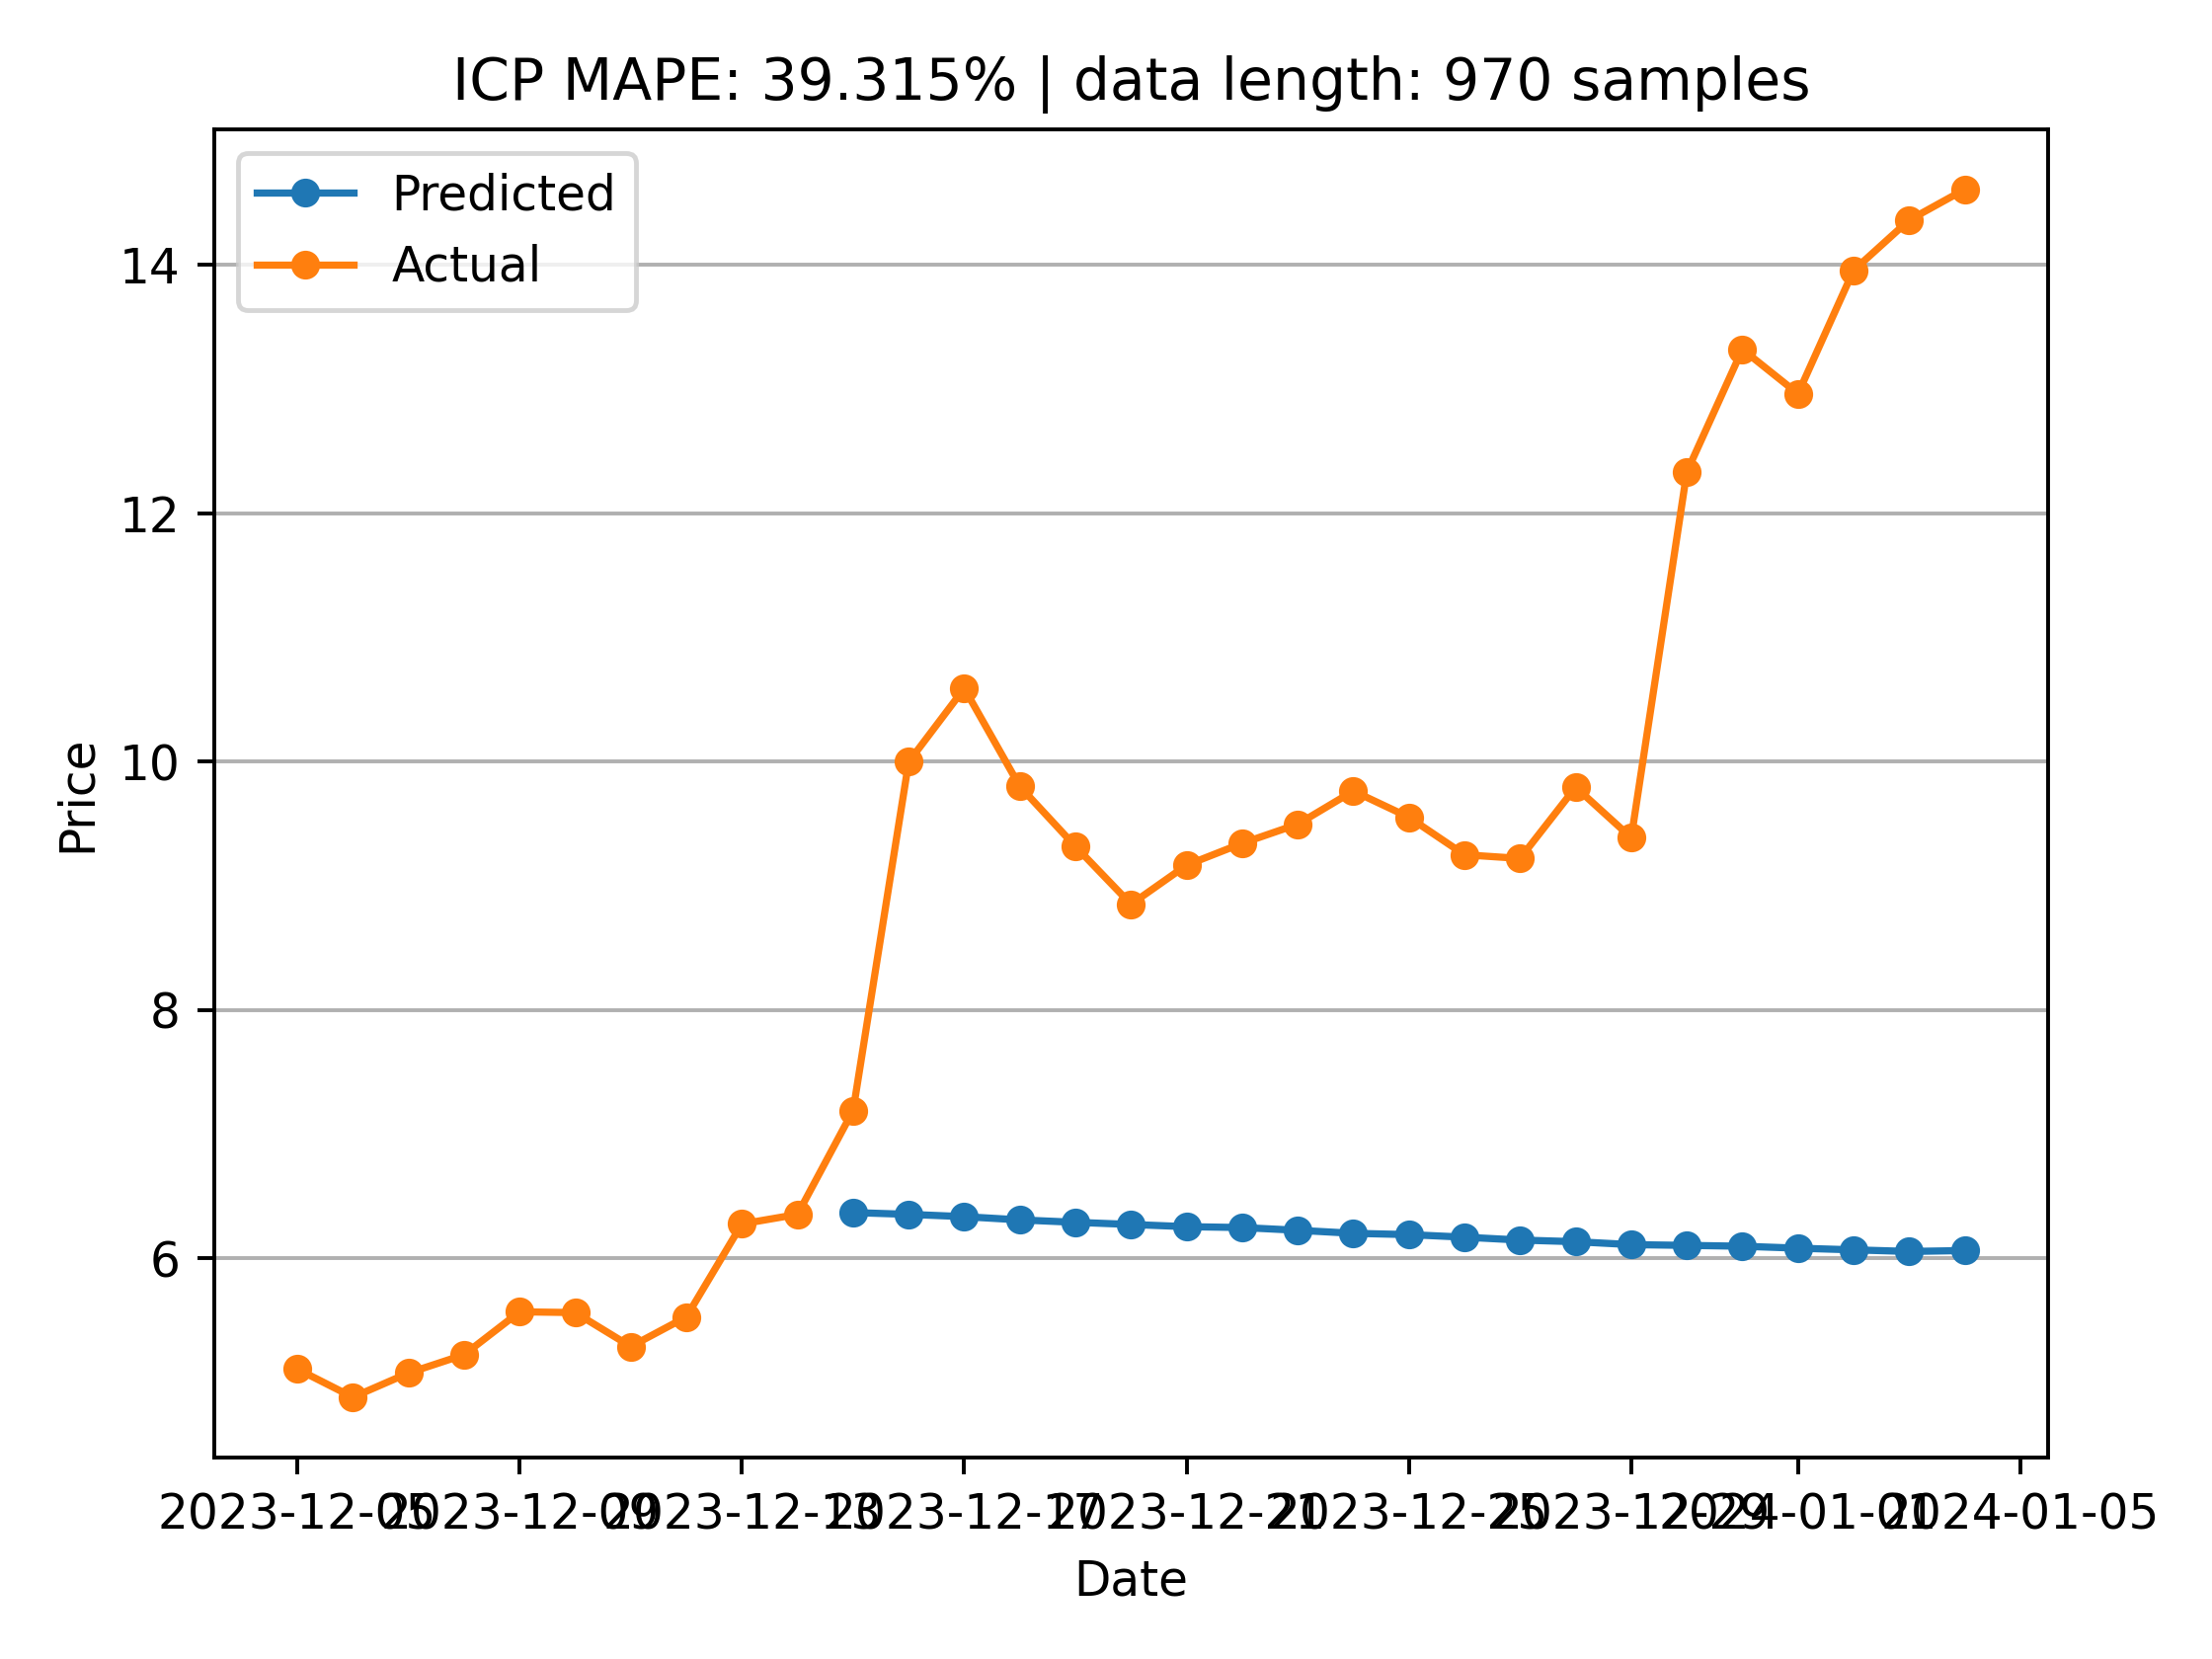 ICP MAPE: 39.315% | data length: 970 samples
Predicted
Actual
14
12
10
8
6
Price
2023-12-05
2023-12-09
2023-12-13
2023-12-17
2023-12-21
2023-12-25
2023-12-29
2024-01-01
2024-01-05
Date